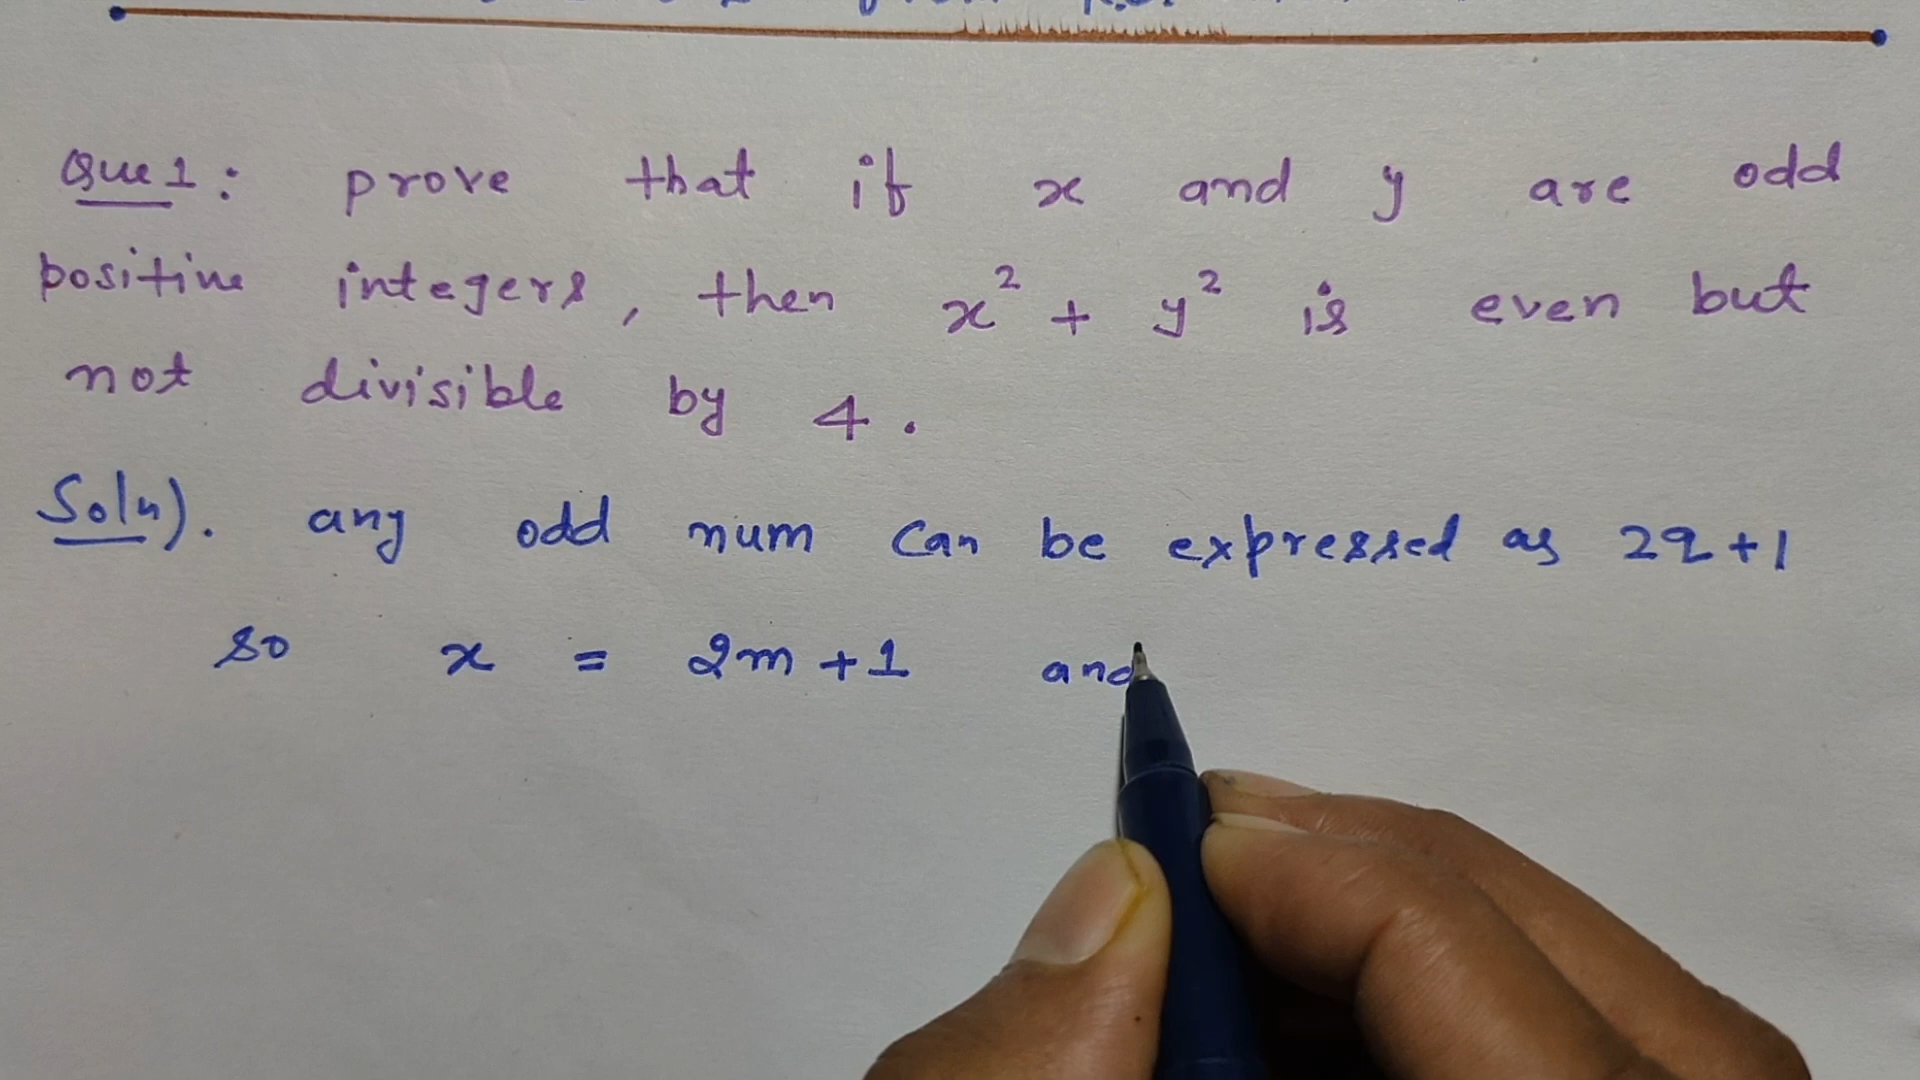 Que 1: prove that if x and y are odd
positive integers, then x² + y² is even but
not divisible by 4.
Soln). any odd num can be expressed as 2q+1
so x = 2m+1 and